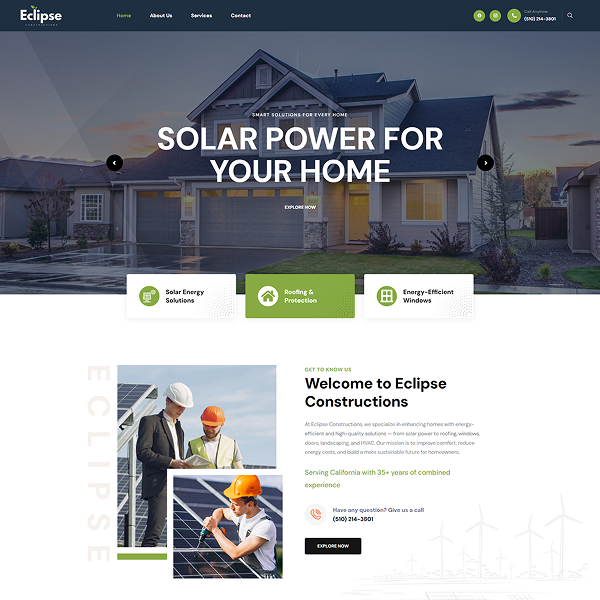 Eclipse
CONSTRUCTIONS
Home
About Us
Services
Contact
Call Anytime
(510) 214-3801
SMART SOLUTIONS FOR EVERY HOME
SOLAR POWER FOR
YOUR HOME
EXPLORE NOW
Solar Energy
Solutions
Roofing &
Protection
Energy-Efficient
Windows
ECLIPSE
GET TO KNOW US
Welcome to Eclipse
Constructions
At Eclipse Constructions, we specialize in enhancing homes with energy-
efficient and high-quality solutions — from solar power to roofing, windows,
doors, landscaping, and HVAC. Our mission is to improve comfort, reduce
energy costs, and build a more sustainable future for homeowners.
Serving California with 35+ years of combined
experience
Have any question? Give us a call
(510) 214-3801
EXPLORE NOW